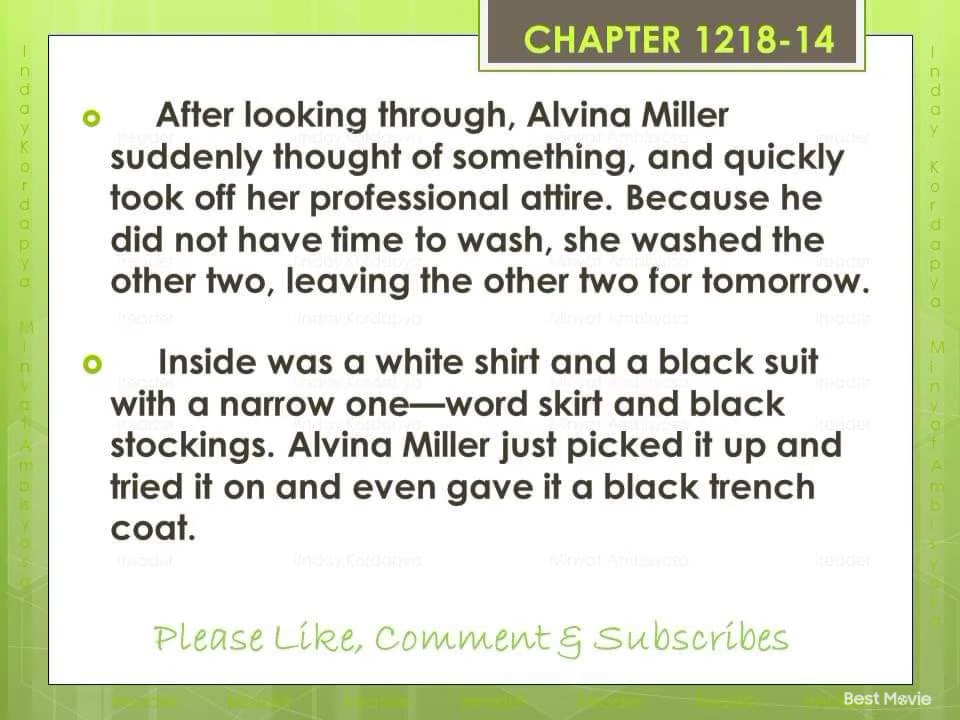 CHAPTER 1218-14
After looking through, Alvina Miller
suddenly thought of something, and quickly
took off her professional attire. Because he
did not have time to wash, she washed the
other two, leaving the other two for tomorrow.
Inside was a white shirt and a black suit
with a narrow one—word skirt and black
stockings. Alvina Miller just picked it up and
tried it on and even gave it a black trench
coat.
Please Like, Comment & Subscribes
Best Movie